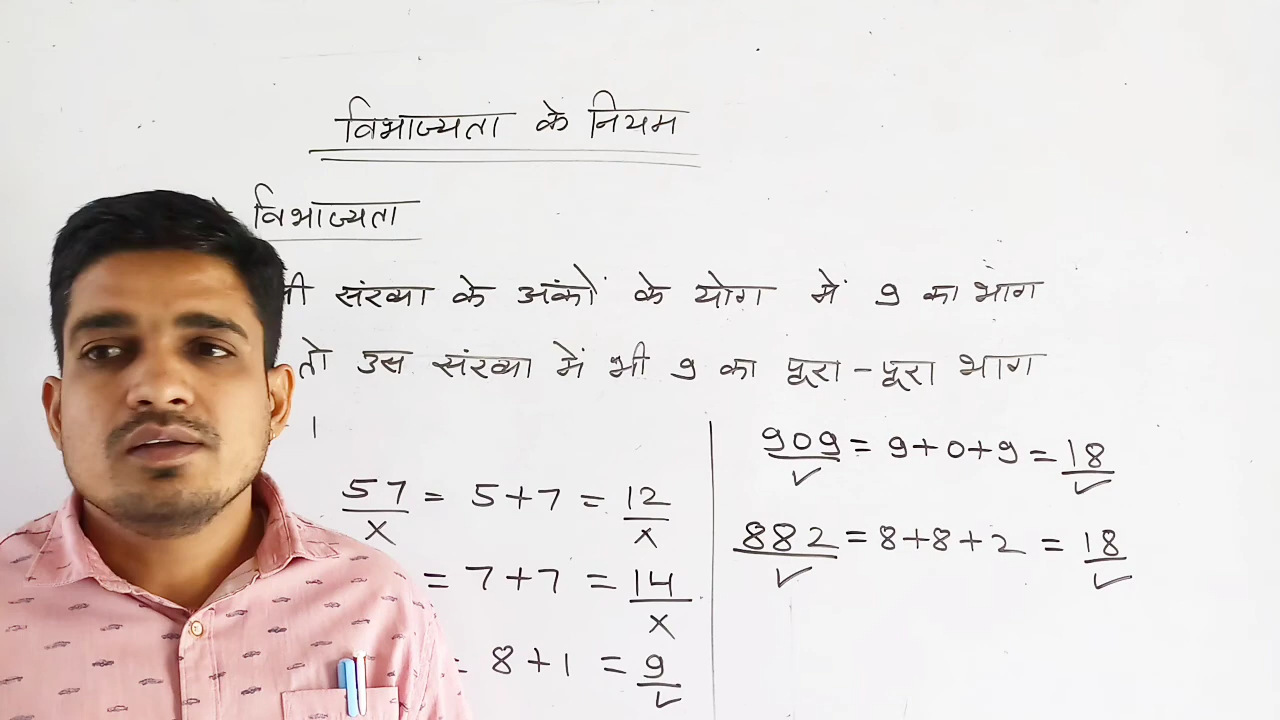 विभाज्यता के नियम
विभाज्यता
संख्या के अंकों के योग में 9 का भाग
तो उस संख्या में भी 9 का पूरा-पूरा भाग
।
57 = 5+7 = 12
x x
= 7+7 = 14
x
= 8+1 = 9
✓
909 = 9+0+9 = 18
✓ ✓
882 = 8+8+2 = 18
✓ ✓